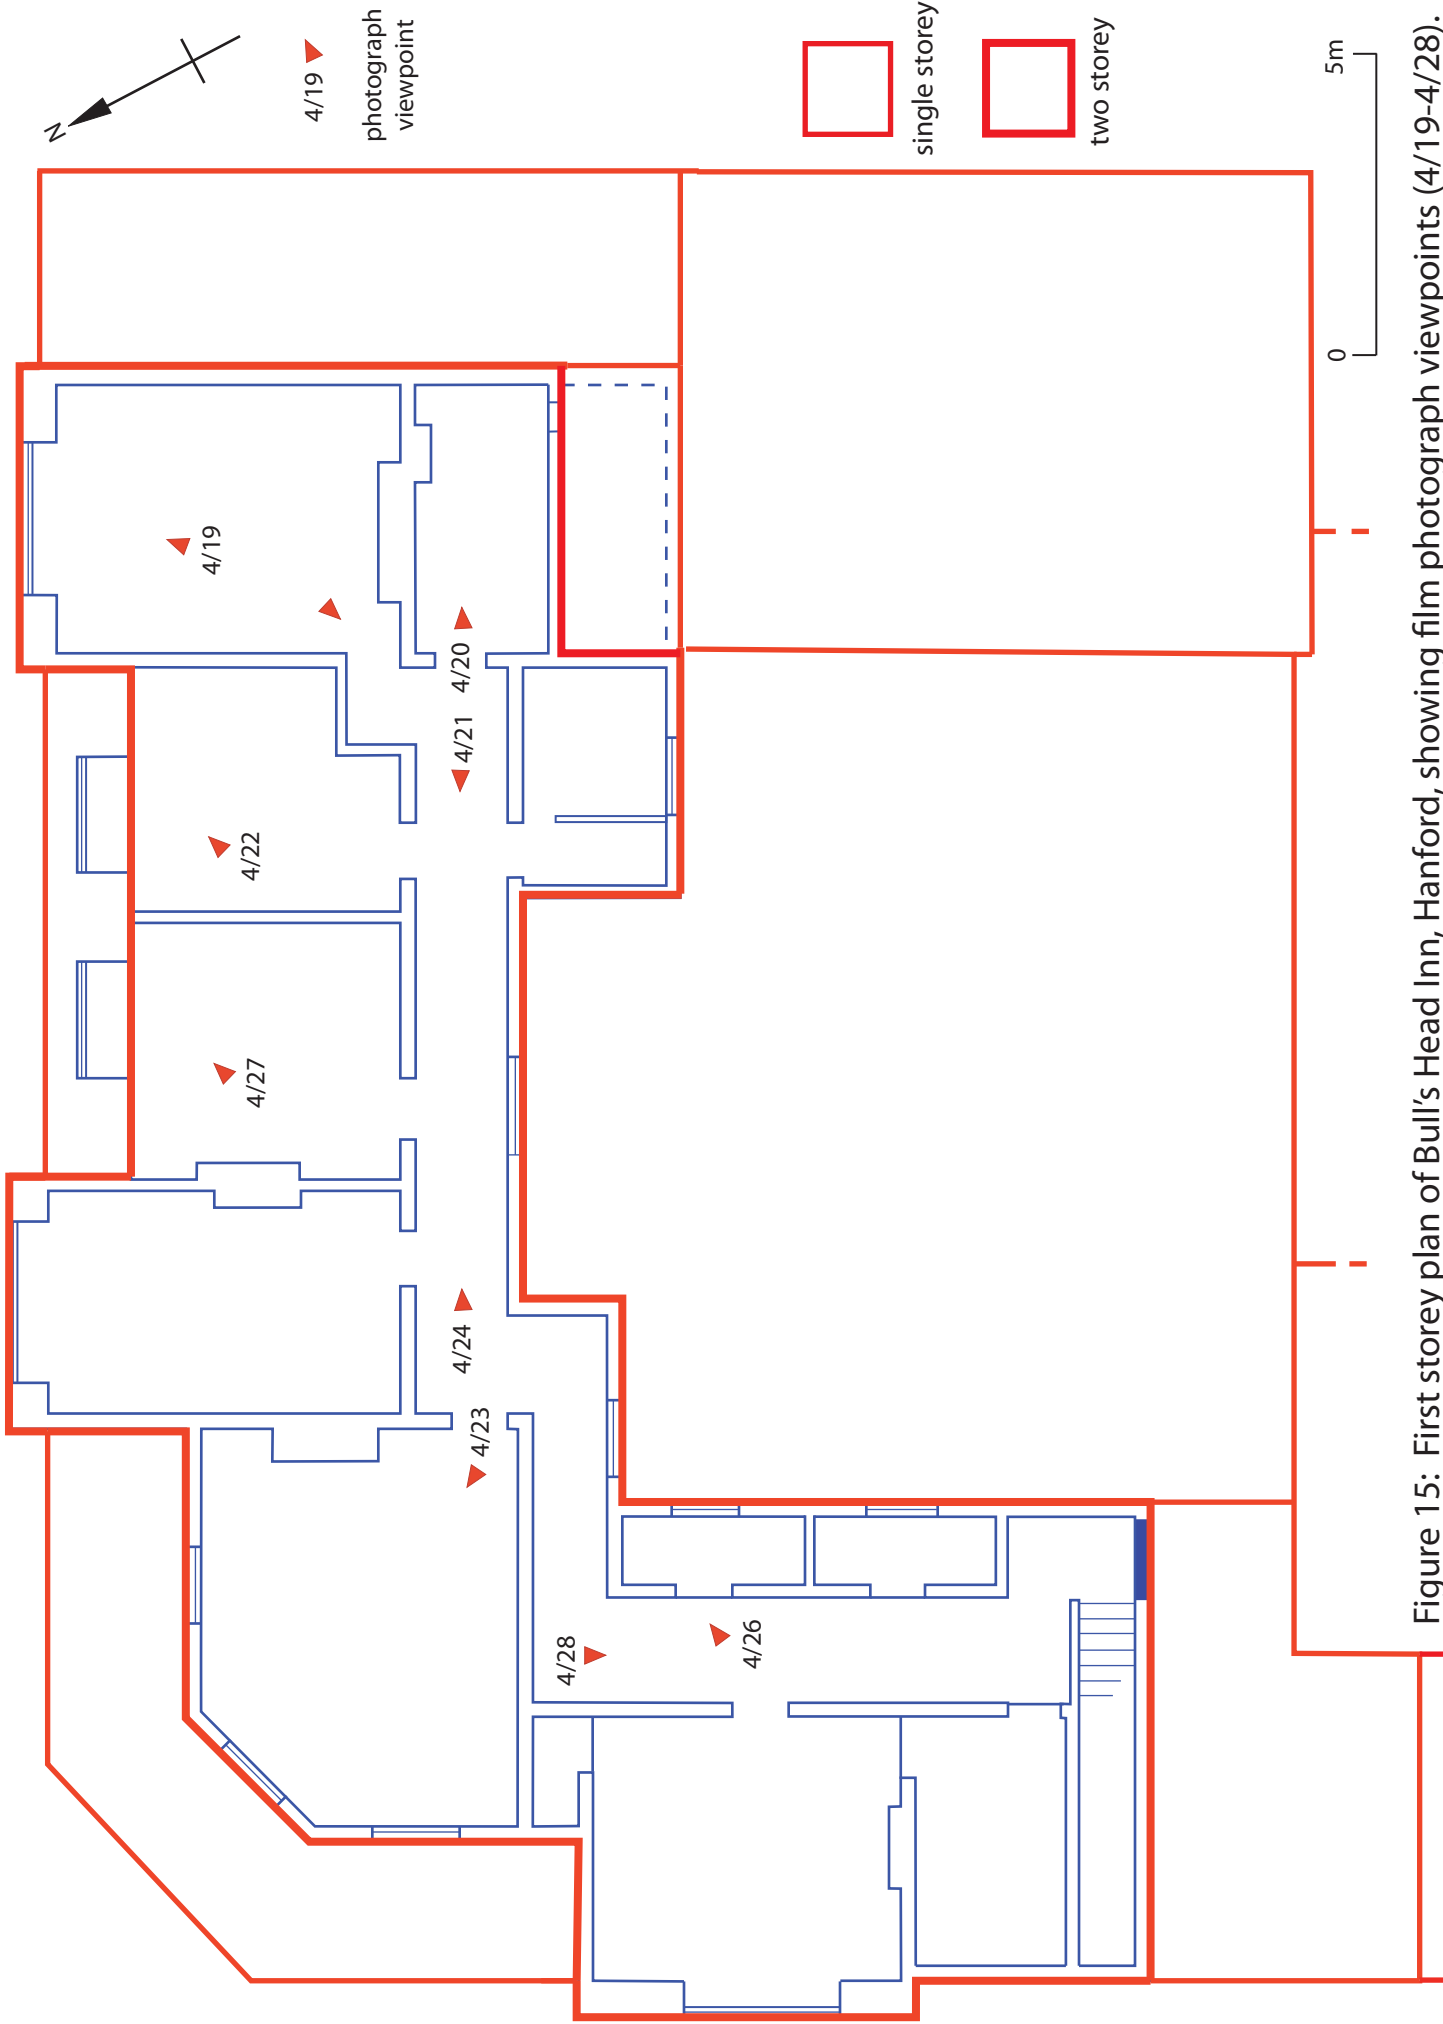 N
4/19
photograph
viewpoint
single storey
two storey
0
5m
4/19
4/20
4/21
4/22
4/27
4/24
4/23
4/28
4/26
Figure 15: First storey plan of Bull's Head Inn, Hanford, showing film photograph viewpoints (4/19-4/28).